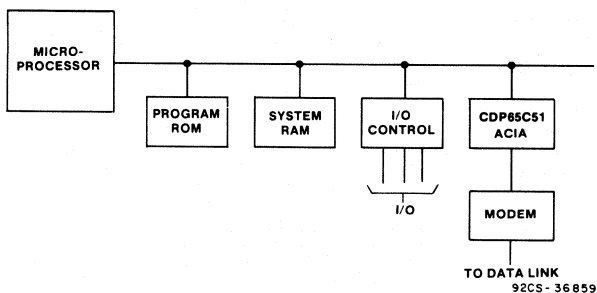 MICRO-
PROCESSOR
PROGRAM
ROM
SYSTEM
RAM
I/O
CONTROL
CDP65C51
ACIA
I/O
MODEM
TO DATA LINK
92CS-36859